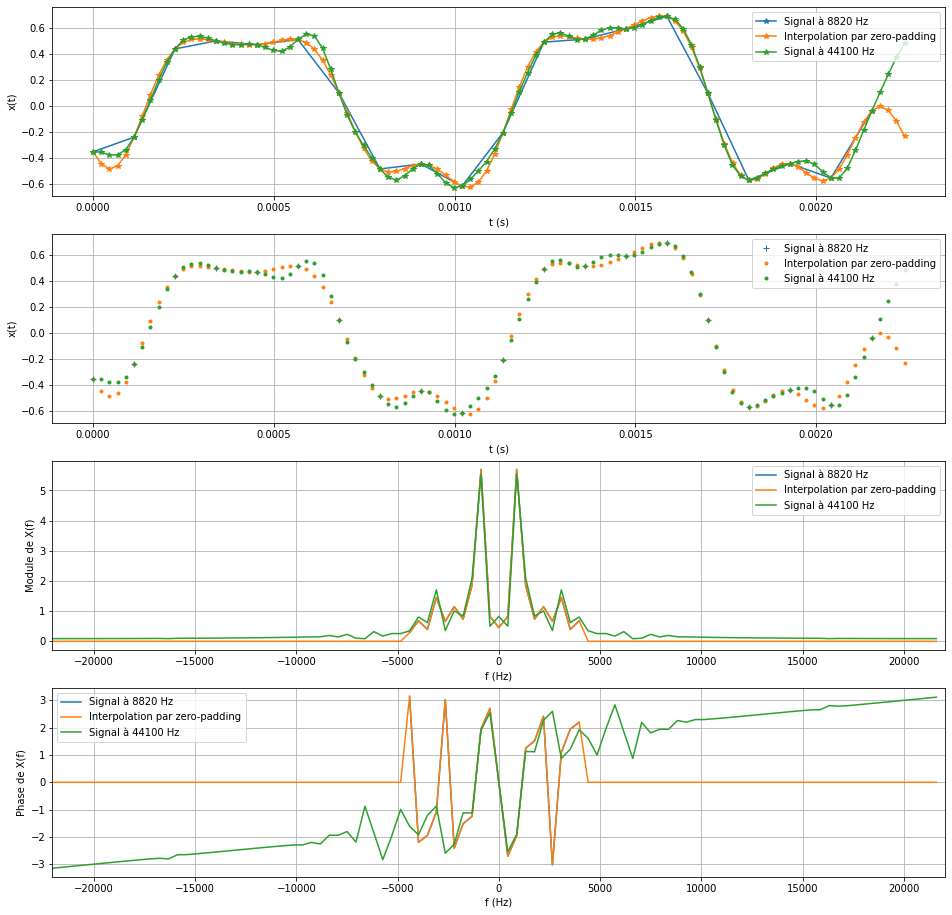 x(t)
0.6
0.4
0.2
0.0
−0.2
−0.4
−0.6
Signal à 8820 Hz
Interpolation par zero-padding
Signal à 44100 Hz
0.0000 0.0005 0.0010 0.0015 0.0020
t (s)
x(t)
0.6
0.4
0.2
0.0
−0.2
−0.4
−0.6
Signal à 8820 Hz
Interpolation par zero-padding
Signal à 44100 Hz
0.0000 0.0005 0.0010 0.0015 0.0020
t (s)
Module de X(f)
5
4
3
2
1
0
Signal à 8820 Hz
Interpolation par zero-padding
Signal à 44100 Hz
−20000 −15000 −10000 −5000 0 5000 10000 15000 20000
f (Hz)
Phase de X(f)
3
2
1
0
−1
−2
−3
Signal à 8820 Hz
Interpolation par zero-padding
Signal à 44100 Hz
−20000 −15000 −10000 −5000 0 5000 10000 15000 20000
f (Hz)